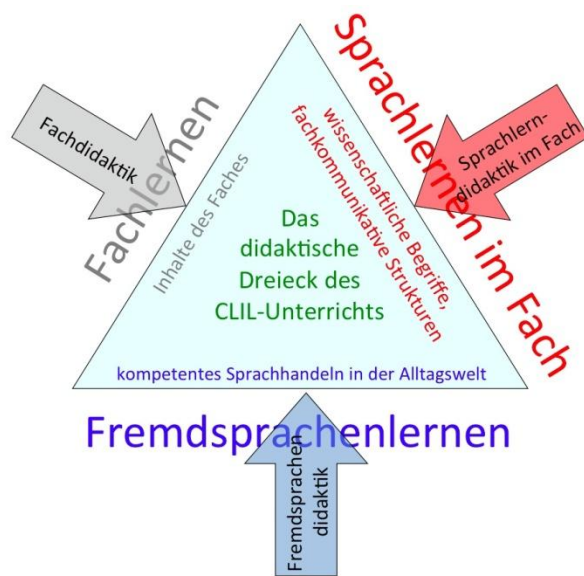 Fachdidaktik
Fachlernen
Inhalte des Faches
Sprachlernen im Fach
wissenschaftliche Begriffe,
fachkommunikative Strukturen
Sprachlern-
didaktik im Fach
Das
didaktische
Dreieck des
CLIL-Unterrichts
kompetentes Sprachhandeln in der Alltagswelt
Fremdsprachenlernen
Fremdsprachen
didaktik